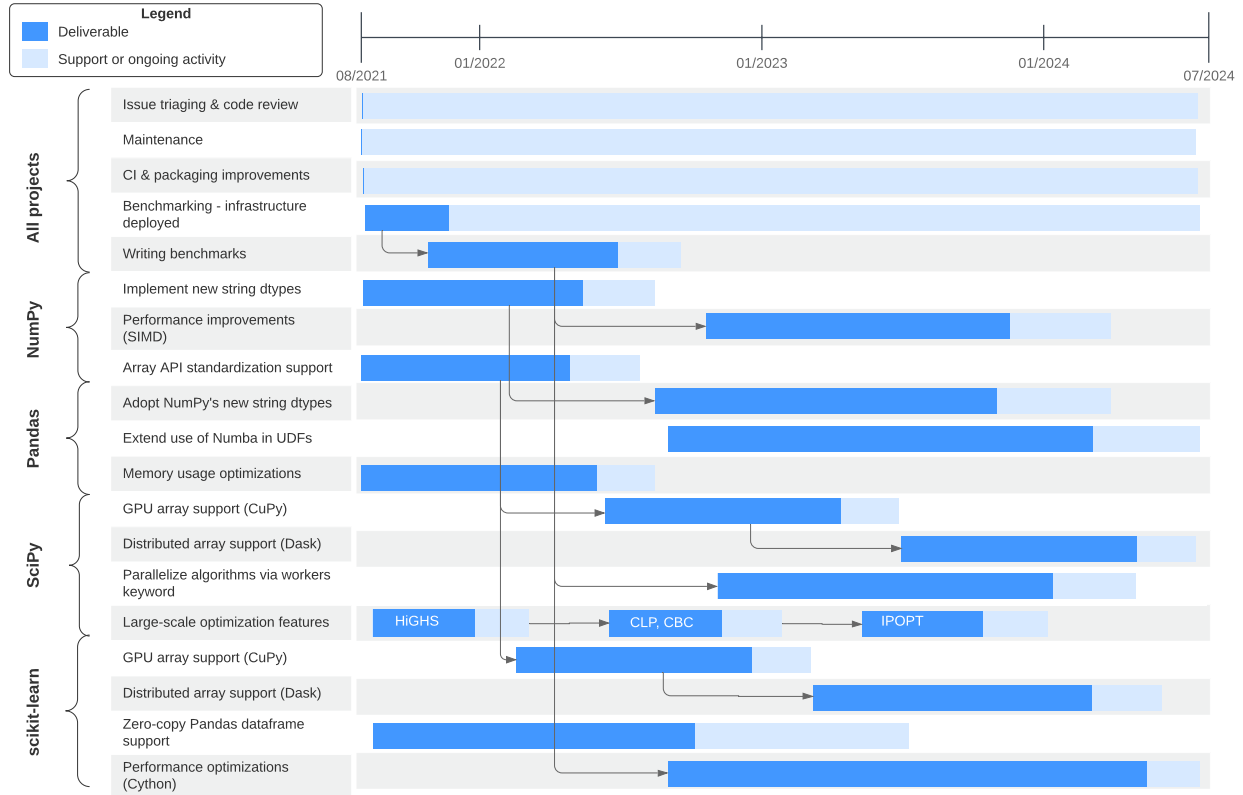 Legend
Deliverable
Support or ongoing activity
08/2021
01/2022
01/2023
01/2024
07/2024
All projects
Issue triaging & code review
Maintenance
CI & packaging improvements
Benchmarking - infrastructure
deployed
Writing benchmarks
NumPy
Implement new string dtypes
Performance improvements
(SIMD)
Array API standardization support
Pandas
Adopt NumPy's new string dtypes
Extend use of Numba in UDFs
Memory usage optimizations
SciPy
GPU array support (CuPy)
Distributed array support (Dask)
Parallelize algorithms via workers
keyword
Large-scale optimization features
HiGHS
CLP, CBC
IPOPT
scikit-learn
GPU array support (CuPy)
Distributed array support (Dask)
Zero-copy Pandas dataframe
support
Performance optimizations
(Cython)